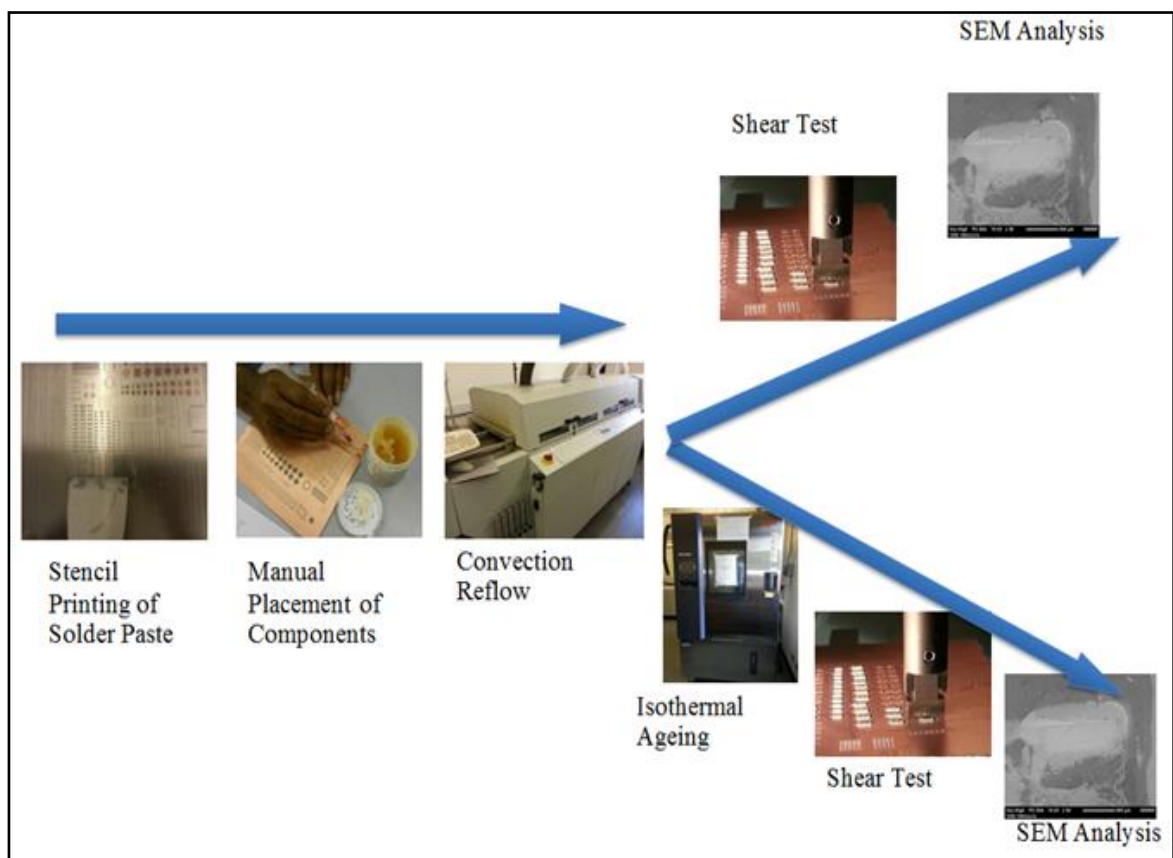 SEM Analysis
Shear Test
Stencil
Printing of
Solder Paste
Manual
Placement of
Components
Convection
Reflow
Isothermal
Ageing
Shear Test
SEM Analysis